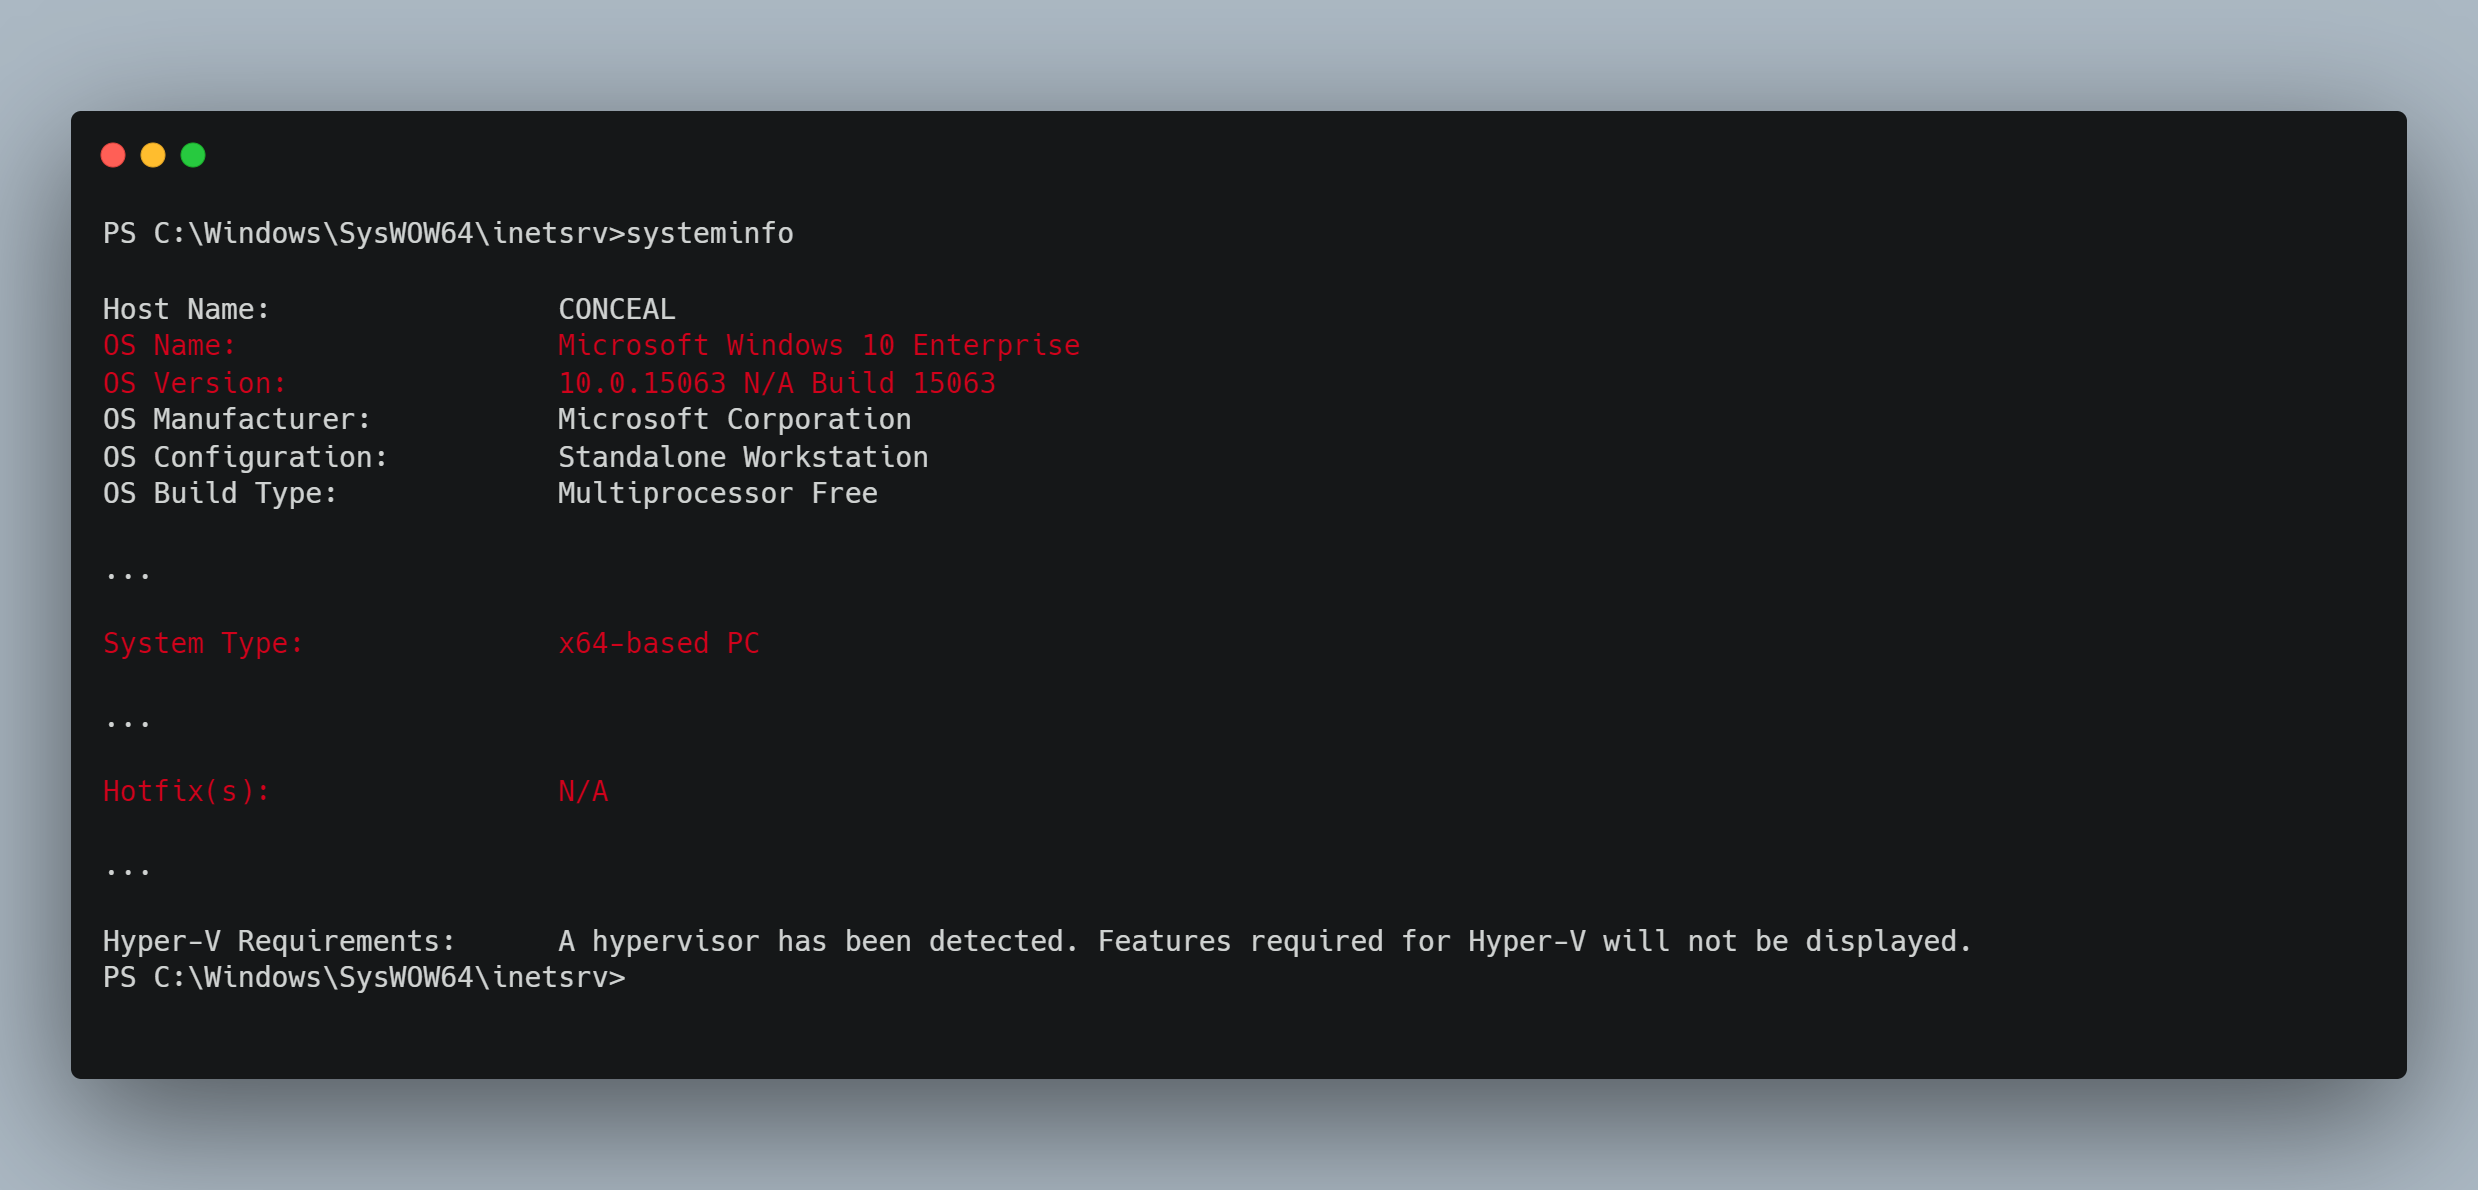 PS C:\Windows\SysWOW64\inetsrv>systeminfo
Host Name: CONCEAL
OS Name: Microsoft Windows 10 Enterprise
OS Version: 10.0.15063 N/A Build 15063
OS Manufacturer: Microsoft Corporation
OS Configuration: Standalone Workstation
OS Build Type: Multiprocessor Free
...
System Type: x64-based PC
...
Hotfix(s): N/A
...
Hyper-V Requirements: A hypervisor has been detected. Features required for Hyper-V will not be displayed.
PS C:\Windows\SysWOW64\inetsrv>